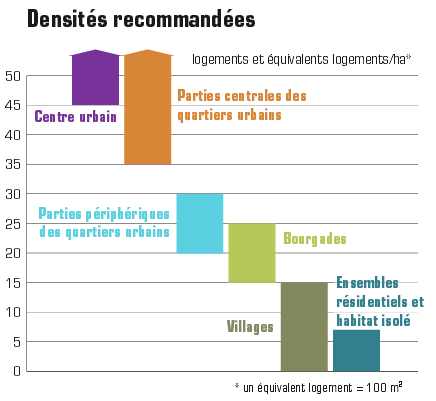 Densités recommandées
logements et équivalents logements/ha*
50
45
40
35
30
25
20
15
10
5
0
Centre urbain
Parties centrales des
quartiers urbains
Parties périphériques
des quartiers urbains
Bourgades
Villages
Ensembles
résidentiels et
habitat isolé
* un équivalent logement = 100 m²